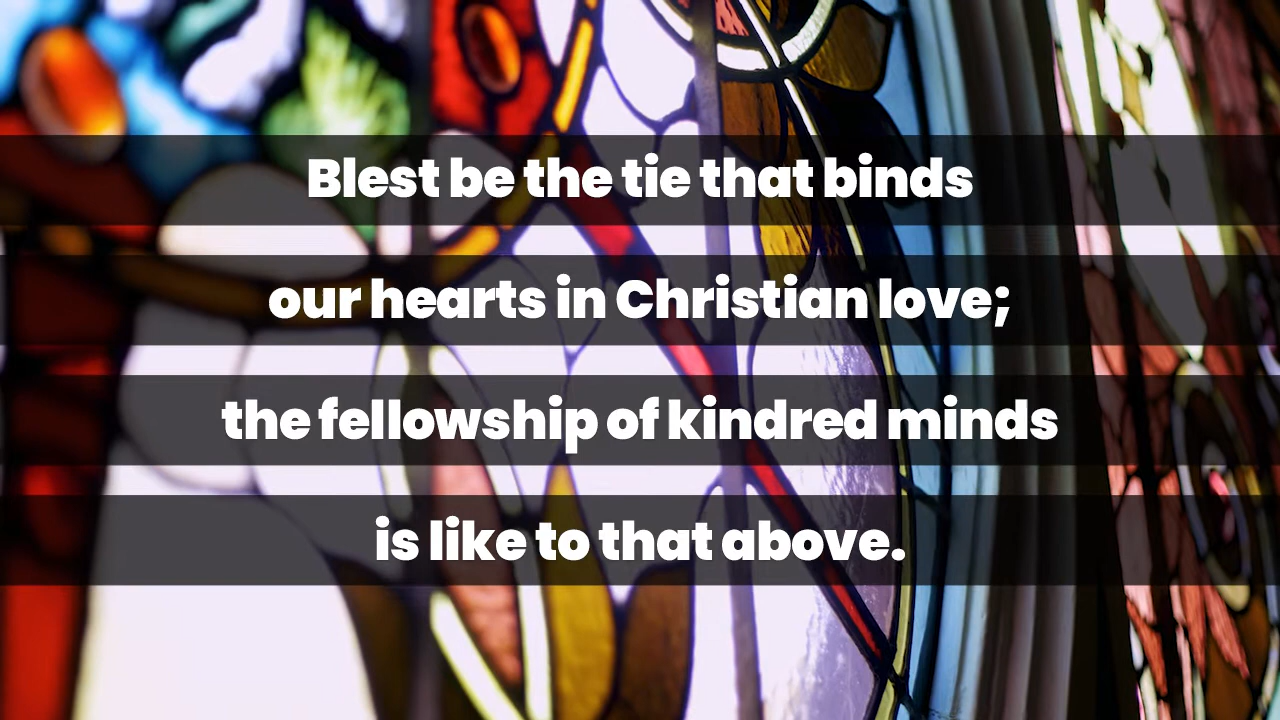 Blest be the tie that binds
our hearts in Christian love;
the fellowship of kindred minds
is like to that above.